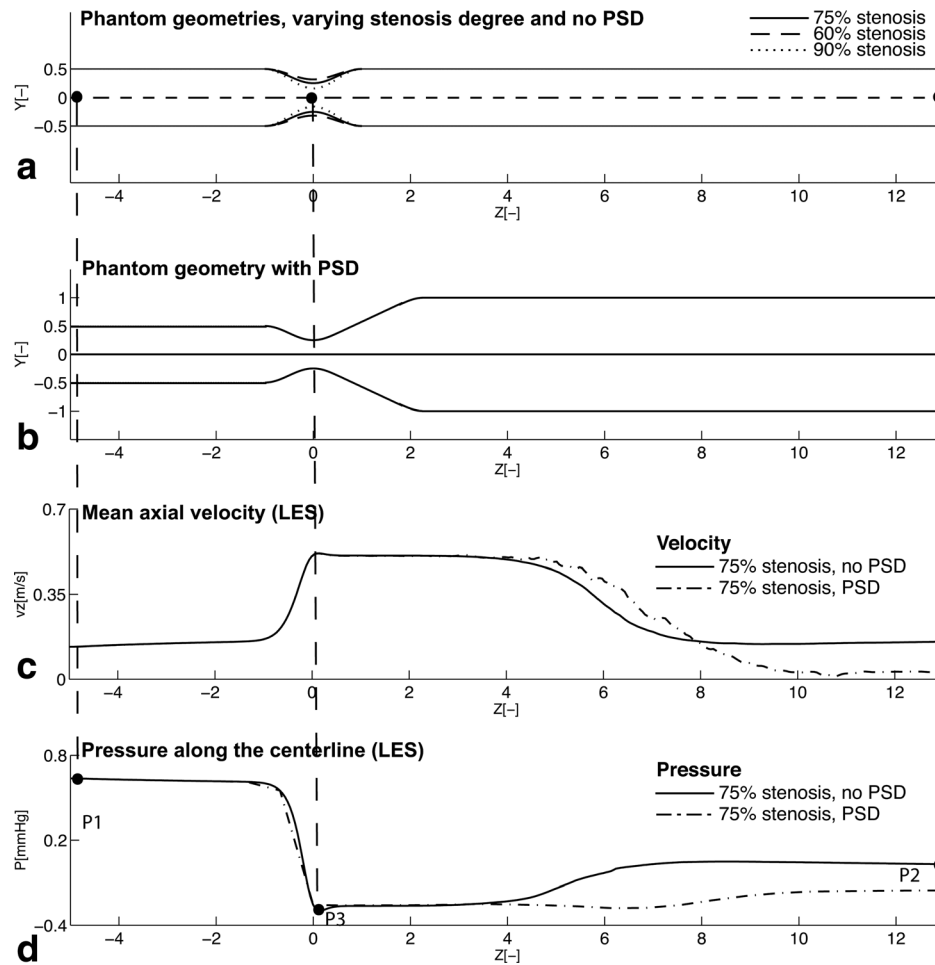 Phantom geometries, varying stenosis degree and no PSD
75% stenosis
60% stenosis
90% stenosis
0.5
0
−0.5
Y[−]
a
−4 −2 0 2 4 6 8 10 12
Z[−]
Phantom geometry with PSD
1
0.5
0
−0.5
−1
Y[−]
b
−4 −2 0 2 4 6 8 10 12
Z[−]
Mean axial velocity (LES)
0.7
0.35
0
vz[m/s]
Velocity
75% stenosis, no PSD
75% stenosis, PSD
c
−4 −2 0 2 4 6 8 10 12
Z[−]
Pressure along the centerline (LES)
0.8
0.2
−0.4
P[mmHg]
Pressure
75% stenosis, no PSD
75% stenosis, PSD
P1
P2
P3
d
−4 −2 0 2 4 6 8 10 12
Z[−]